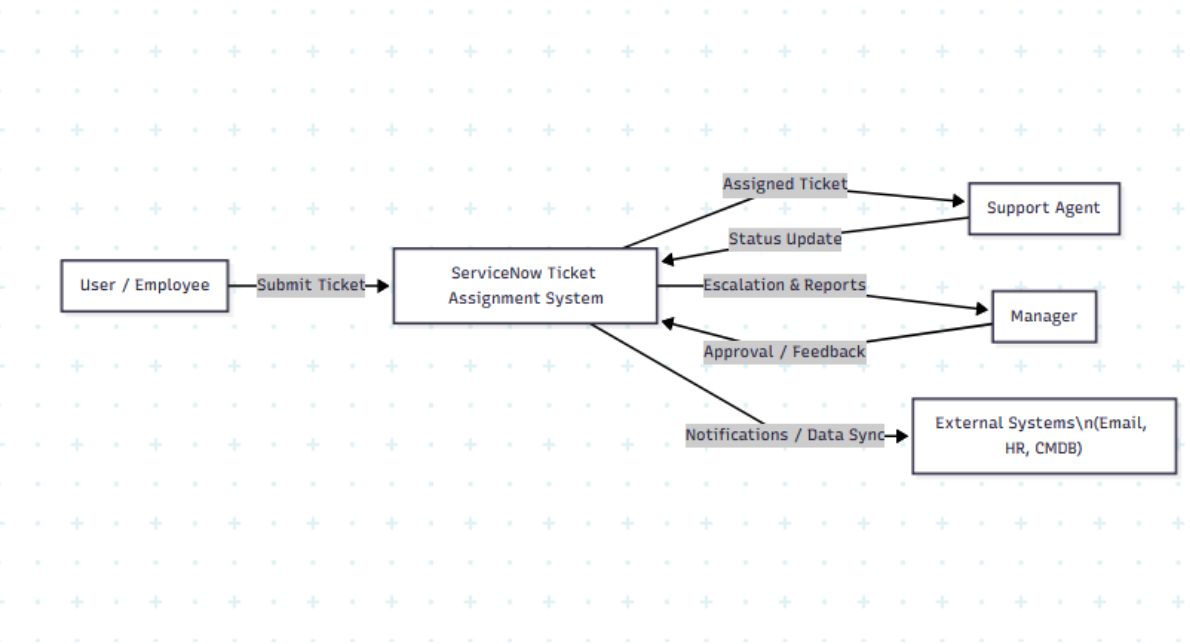 User / Employee
Submit Ticket
ServiceNow Ticket
Assignment System
Assigned Ticket
Status Update
Escalation & Reports
Approval / Feedback
Notifications / Data Sync
Support Agent
Manager
External Systems\n(Email,
HR, CMDB)